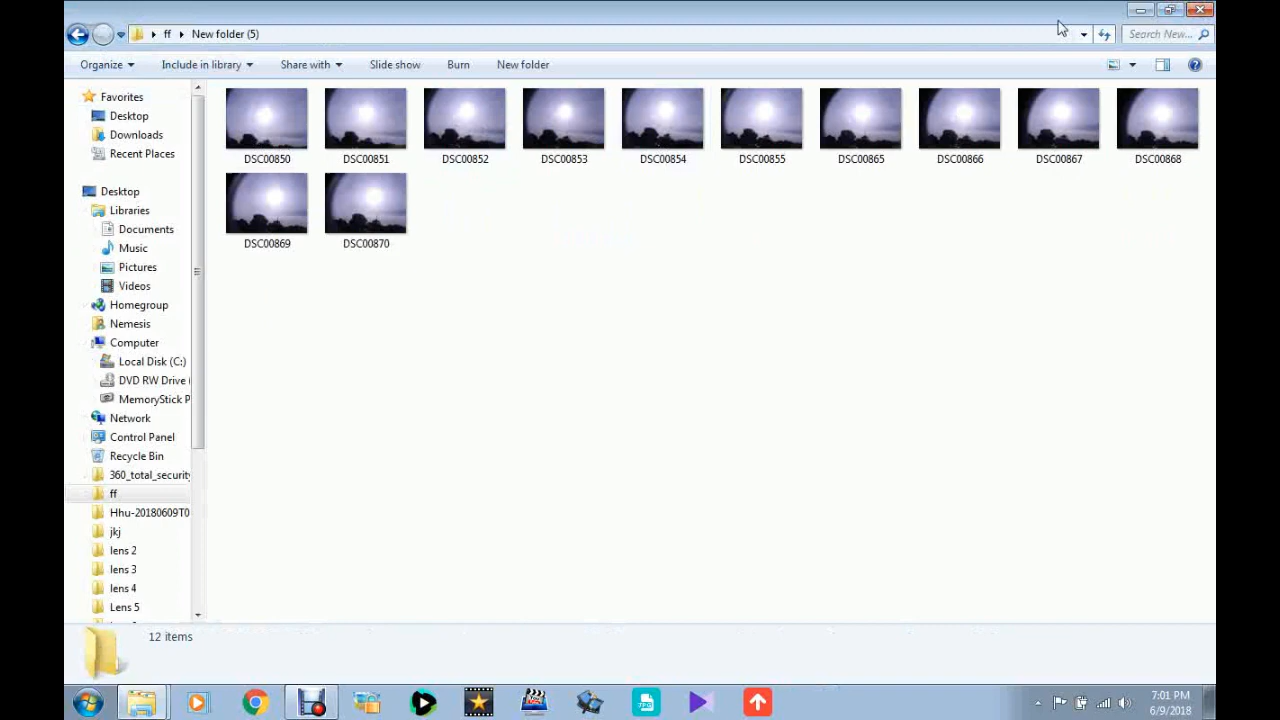 ff New folder (5) Search New...
Organize Include in library Share with Slide show Burn New folder
Favorites
Desktop
Downloads
Recent Places
Desktop
Libraries
Documents
Music
Pictures
Videos
Homegroup
Nemesis
Computer
Local Disk (C:)
DVD RW Drive (
MemoryStick P
Network
Control Panel
Recycle Bin
360_total_security
ff
Hhu-20180609T0
jkj
lens 2
lens 3
lens 4
Lens 5
DSC00850 DSC00851 DSC00852 DSC00853 DSC00854 DSC00855 DSC00865 DSC00866 DSC00867 DSC00868
DSC00869 DSC00870
12 items
7:01 PM
6/9/2018